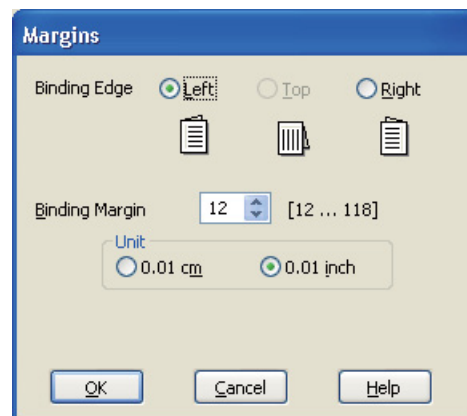 Margins
Binding Edge Left Top Right
Binding Margin 12 [12 ... 118]
Unit
0.01 cm 0.01 inch
OK Cancel Help